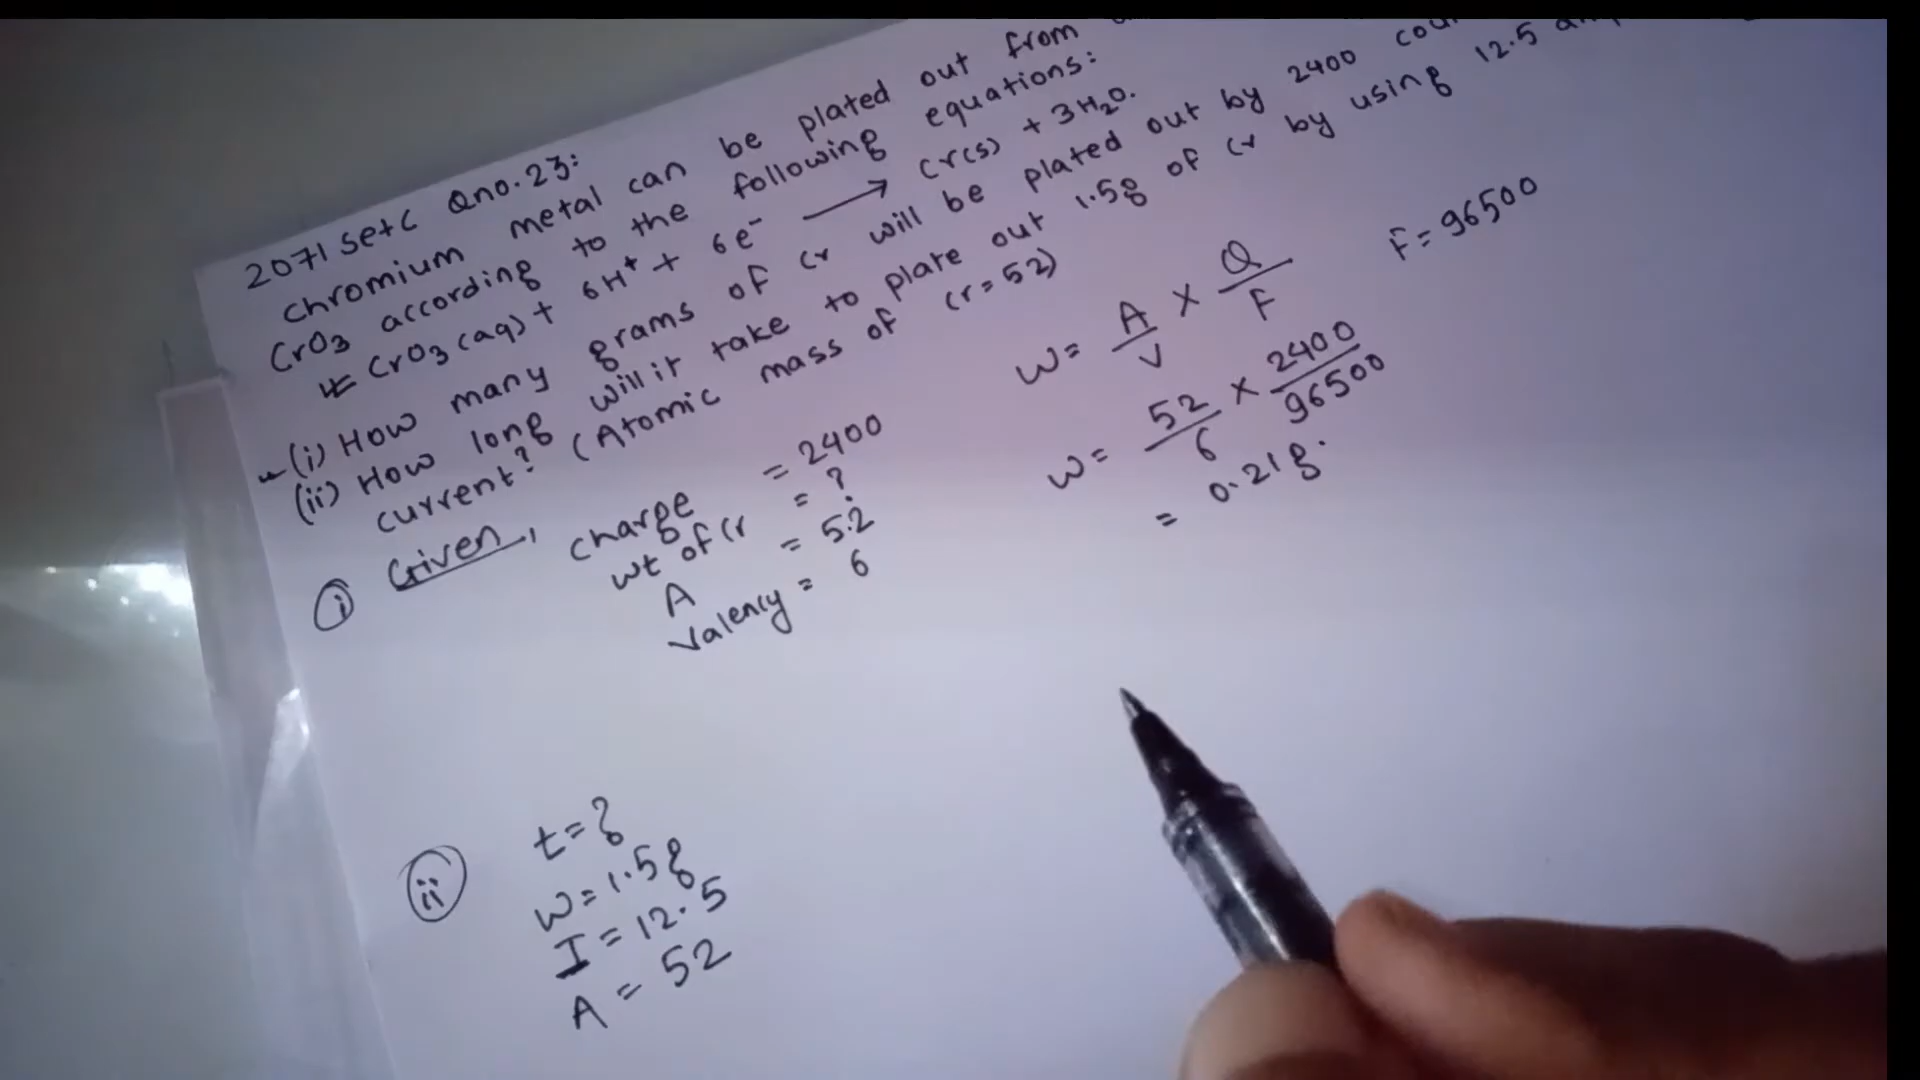 2071 Set C Qno.23:
Chromium metal can be plated out from
CrO3 according to the following equations:
CrO3 (aq) + 6H+ + 6e- → Cr(s) + 3H2O.
(i) How many grams of Cr will be plated out by 2400
(ii) How long will it take to plate out 1.5g of Cr by using 12.5
current? (Atomic mass of Cr = 52)
(i) Given,
charge = 2400
wt of Cr = ?
A = 52
Valency = 6
W = A/V × Q/F
F = 96500
W = 52/6 × 2400/96500
= 0.21g.
(ii) t = ?
W = 1.5g
I = 12.5
A = 52